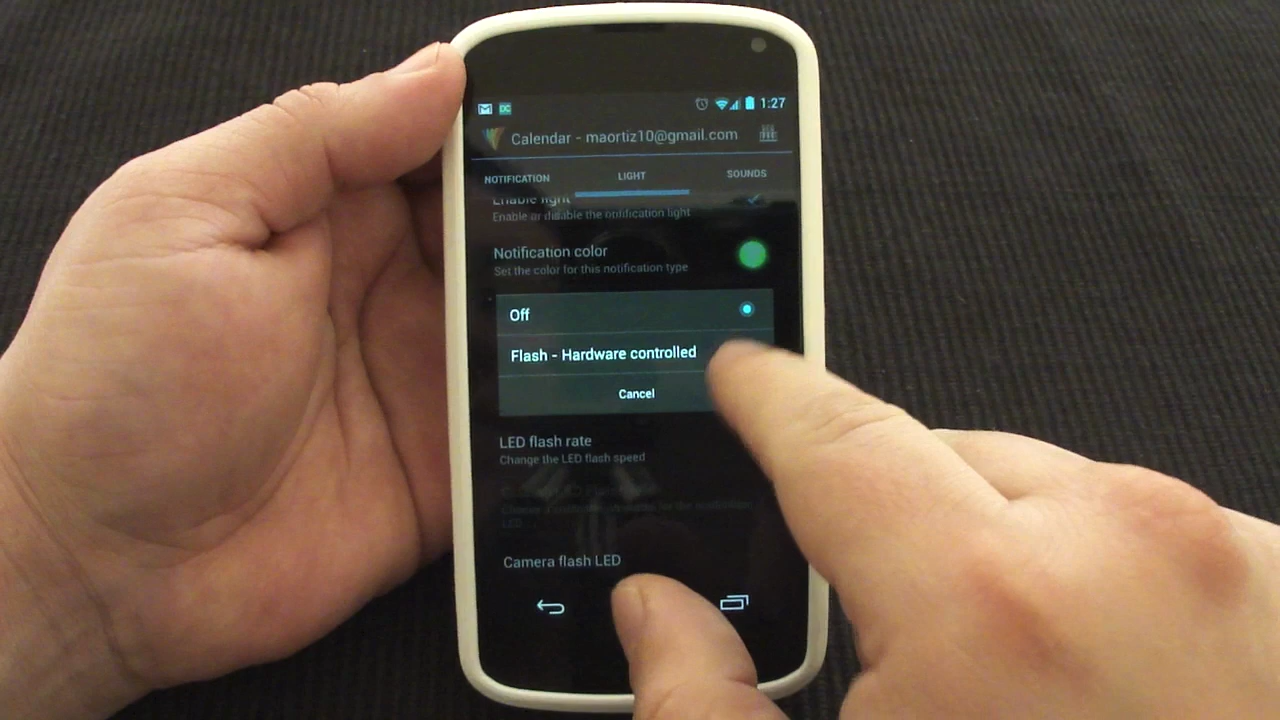 1:27
Calendar - maortiz10@gmail.com
NOTIFICATION LIGHT SOUNDS
Enable light
Enable or disable the notification light
Notification color
Set the color for this notification type
Off
Flash - Hardware controlled
Cancel
LED flash rate
Change the LED flash speed
Camera flash LED